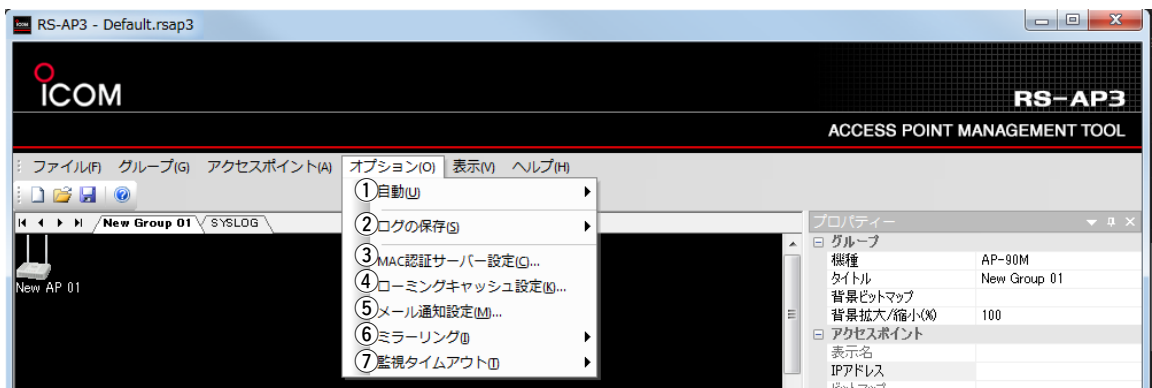 RS-AP3 - Default.rsap3
ICOM
RS-AP3
ACCESS POINT MANAGEMENT TOOL
ファイル(F) グループ(G) アクセスポイント(A) オプション(O) 表示(V) ヘルプ(H)
①自動(U)
②ログの保存(S)
③MAC認証サーバー設定(C)...
④ローミングキャッシュ設定(K)...
⑤メール通知設定(M)...
⑥ミラーリング(I)
⑦監視タイムアウト(T)
New Group 01 SYSLOG
New AP 01
プロパティー
グループ
機種 AP-90M
タイトル New Group 01
背景ビットマップ
背景拡大/縮小(%) 100
アクセスポイント
表示名
IPアドレス